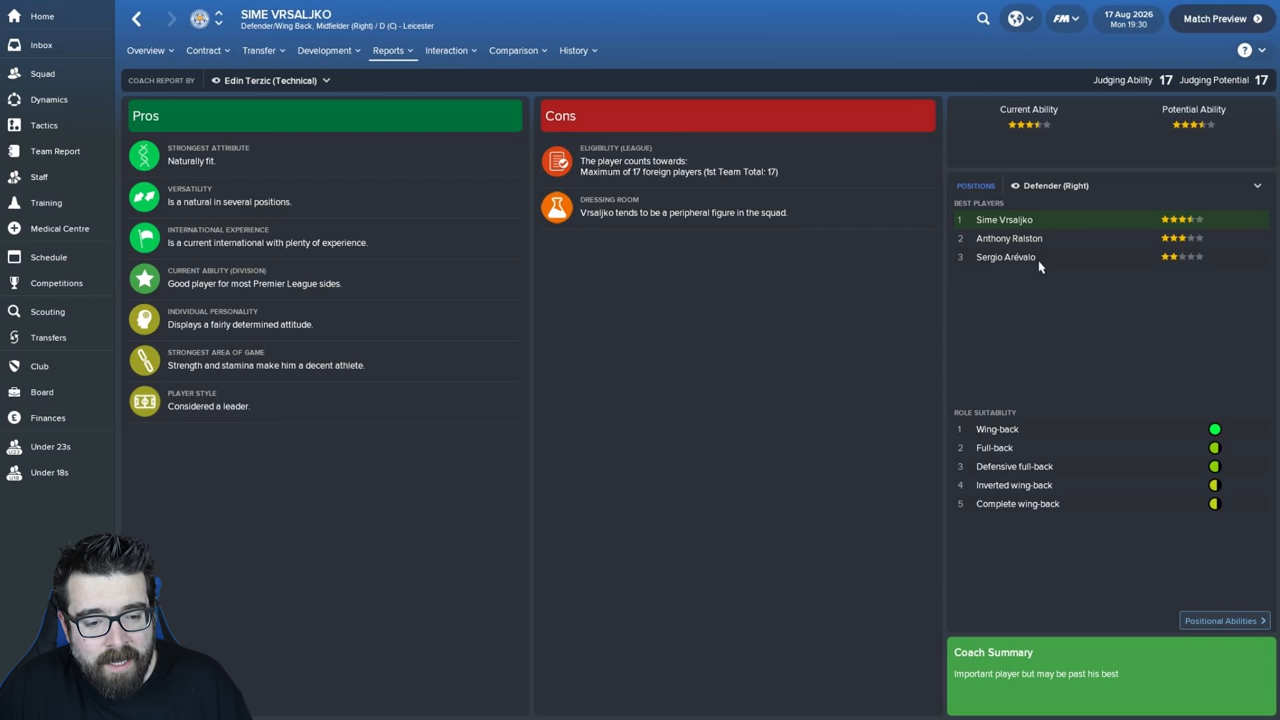 Home
Inbox
Squad
Dynamics
Tactics
Team Report
Staff
Training
Medical Centre
Schedule
Competitions
Scouting
Transfers
Club
Board
Finances
Under 23s
Under 18s
SIME VRSALJKO
Defender/Wing Back, Midfielder (Right) / D (C) - Leicester
FM
17 Aug 2026
Mon 19:30
Match Preview
Overview
Contract
Transfer
Development
Reports
Interaction
Comparison
History
?
COACH REPORT BY
Edin Terzic (Technical)
Judging Ability 17 Judging Potential 17
Pros
STRONGEST ATTRIBUTE
Naturally fit.
VERSATILITY
Is a natural in several positions.
INTERNATIONAL EXPERIENCE
Is a current international with plenty of experience.
CURRENT ABILITY (DIVISION)
Good player for most Premier League sides.
INDIVIDUAL PERSONALITY
Displays a fairly determined attitude.
STRONGEST AREA OF GAME
Strength and stamina make him a decent athlete.
PLAYER STYLE
Considered a leader.
Cons
ELIGIBILITY (LEAGUE)
The player counts towards:
Maximum of 17 foreign players (1st Team Total: 17)
DRESSING ROOM
Vrsaljko tends to be a peripheral figure in the squad.
Current Ability
Potential Ability
POSITIONS
Defender (Right)
BEST PLAYERS
1 Sime Vrsaljko
2 Anthony Ralston
3 Sergio Arévalo
ROLE SUITABILITY
1 Wing-back
2 Full-back
3 Defensive full-back
4 Inverted wing-back
5 Complete wing-back
Positional Abilities
Coach Summary
Important player but may be past his best